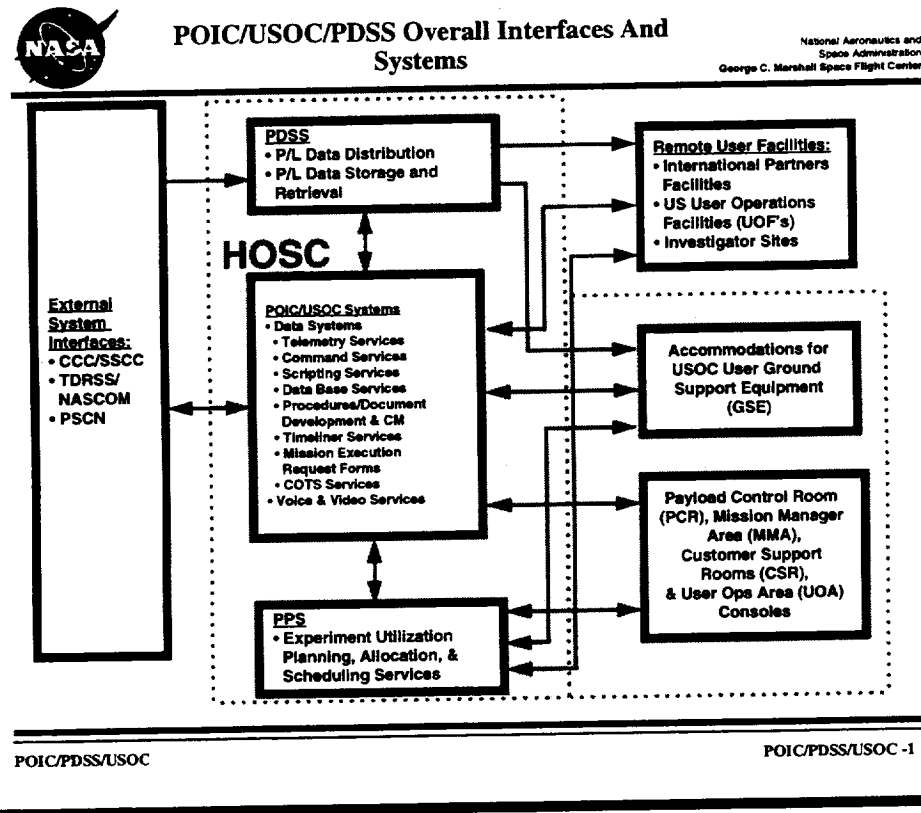 NASA
POIC/USOC/PDSS Overall Interfaces And
Systems
National Aeronautics and
Space Administration
George C. Marshall Space Flight Center
External
System
Interfaces:
• CCC/SSCC
• TDRSS/
NASCOM
• PSCN
PDSS
• P/L Data Distribution
• P/L Data Storage and
Retrieval
HOSC
POIC/USOC Systems
• Data Systems
• Telemetry Services
• Command Services
• Scripting Services
• Data Base Services
• Procedures/Document
Development & CM
• Timeliner Services
• Mission Execution
Request Forms
• COTS Services
• Voice & Video Services
PPS
• Experiment Utilization
Planning, Allocation, &
Scheduling Services
Remote User Facilities:
• International Partners
Facilities
• US User Operations
Facilities (UOF's)
• Investigator Sites
Accommodations for
USOC User Ground
Support Equipment
(GSE)
Payload Control Room
(PCR), Mission Manager
Area (MMA),
Customer Support
Rooms (CSR),
& User Ops Area (UOA)
Consoles
POIC/PDSS/USOC
POIC/PDSS/USOC -1